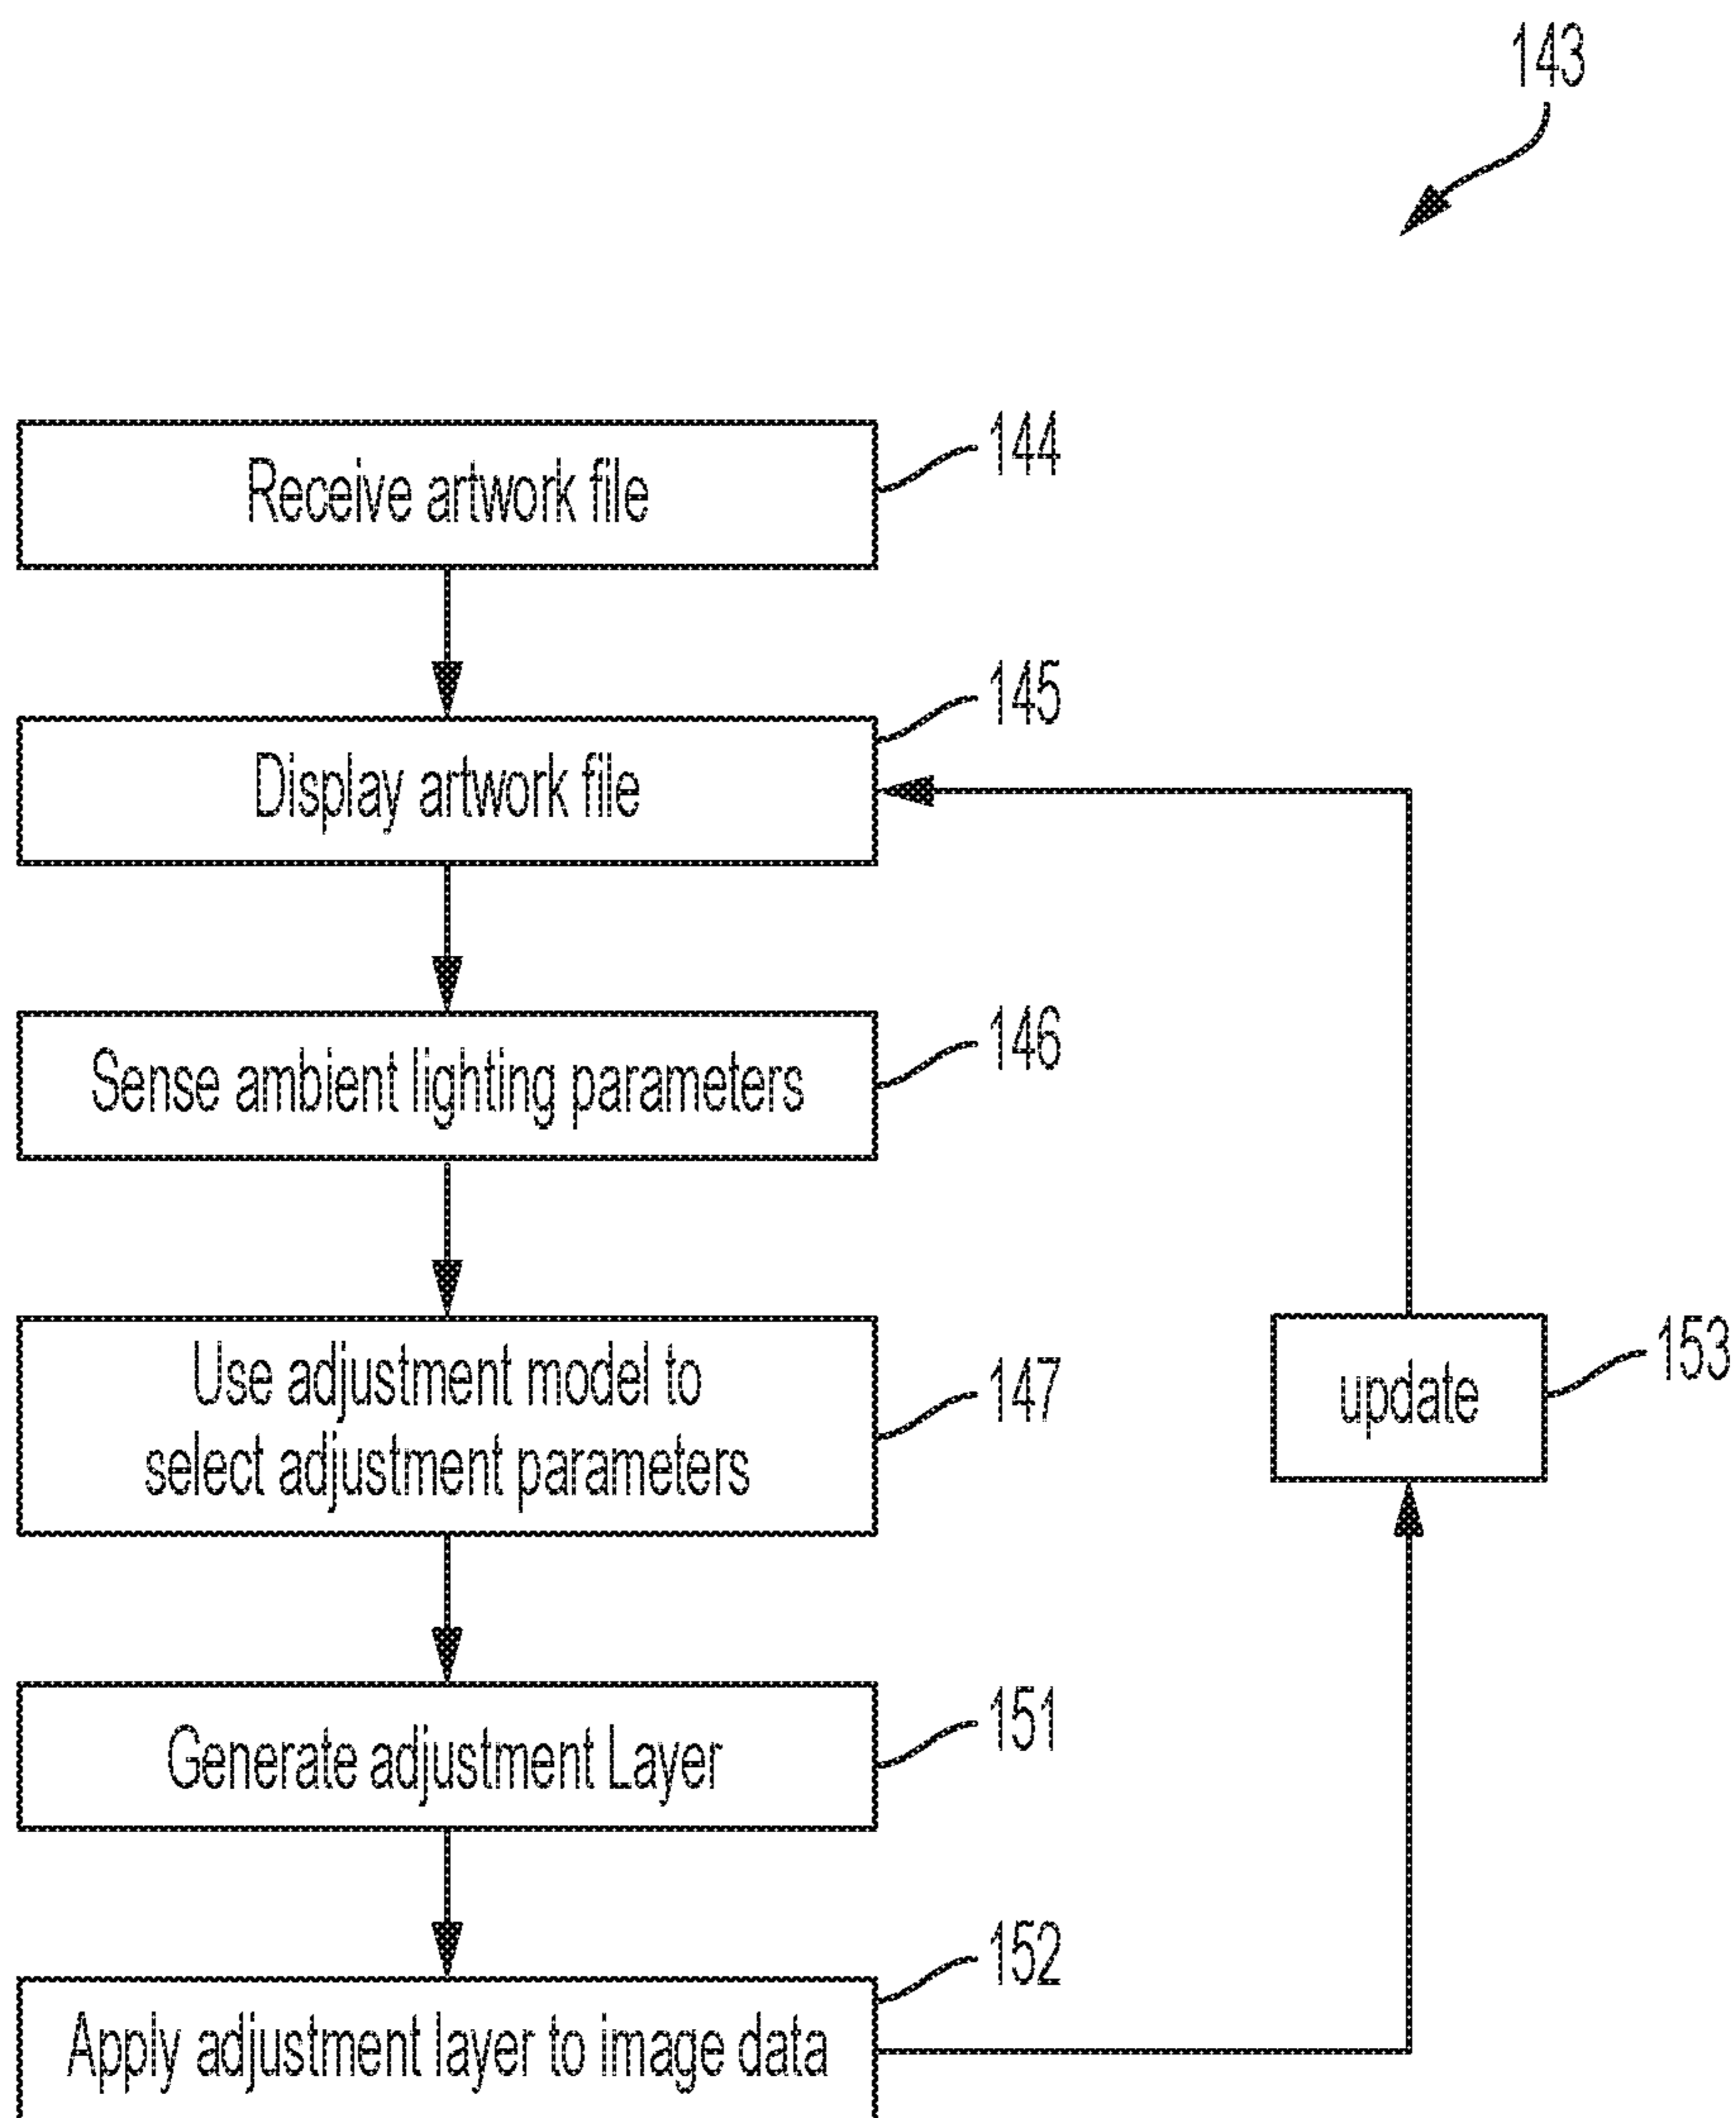 143
Receive artwork file
144
Display artwork file
145
Sense ambient lighting parameters
146
Use adjustment model to
select adjustment parameters
147
update
153
Generate adjustment Layer
151
Apply adjustment layer to image data
152